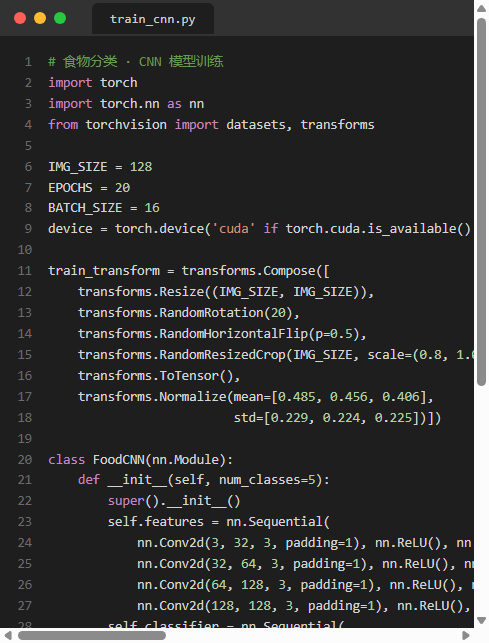 train_cnn.py
1 # 食物分类 · CNN 模型训练
2 import torch
3 import torch.nn as nn
4 from torchvision import datasets, transforms
5
6 IMG_SIZE = 128
7 EPOCHS = 20
8 BATCH_SIZE = 16
9 device = torch.device('cuda' if torch.cuda.is_available()
10
11 train_transform = transforms.Compose([
12     transforms.Resize((IMG_SIZE, IMG_SIZE)),
13     transforms.RandomRotation(20),
14     transforms.RandomHorizontalFlip(p=0.5),
15     transforms.RandomResizedCrop(IMG_SIZE, scale=(0.8, 1.0
16     transforms.ToTensor(),
17     transforms.Normalize(mean=[0.485, 0.456, 0.406],
18                          std=[0.229, 0.224, 0.225])])
19
20 class FoodCNN(nn.Module):
21     def __init__(self, num_classes=5):
22         super().__init__()
23         self.features = nn.Sequential(
24             nn.Conv2d(3, 32, 3, padding=1), nn.ReLU(), nn
25             nn.Conv2d(32, 64, 3, padding=1), nn.ReLU(), nn
26             nn.Conv2d(64, 128, 3, padding=1), nn.ReLU(),
27             nn.Conv2d(128, 128, 3, padding=1), nn.ReLU(),
28         self.classifier = nn.Sequential(